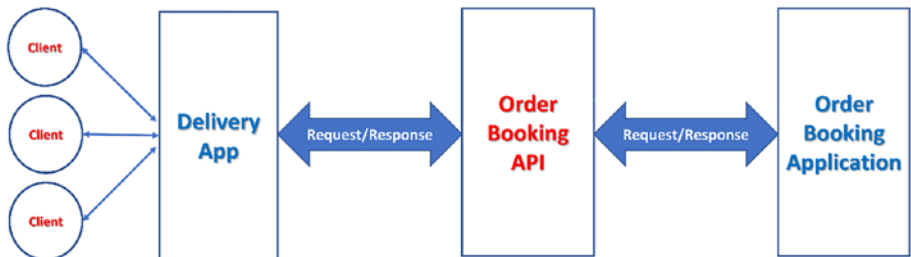 Client
Client
Client
Delivery
App
Request/Response
Order
Booking
API
Request/Response
Order
Booking
Application